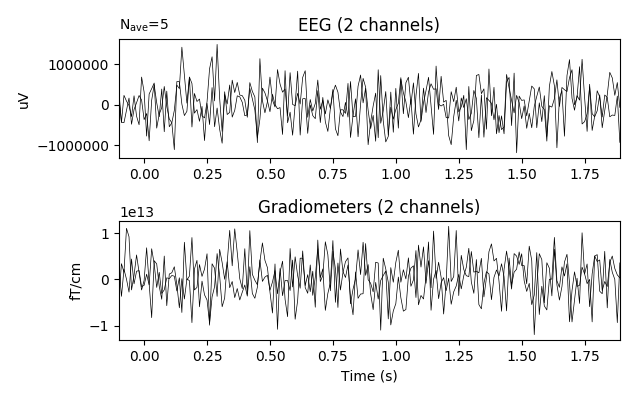 N_ave=5
EEG (2 channels)
1000000
0
−1000000
uV
0.00 0.25 0.50 0.75 1.00 1.25 1.50 1.75
1e13
Gradiometers (2 channels)
1
0
−1
fT/cm
0.00 0.25 0.50 0.75 1.00 1.25 1.50 1.75
Time (s)